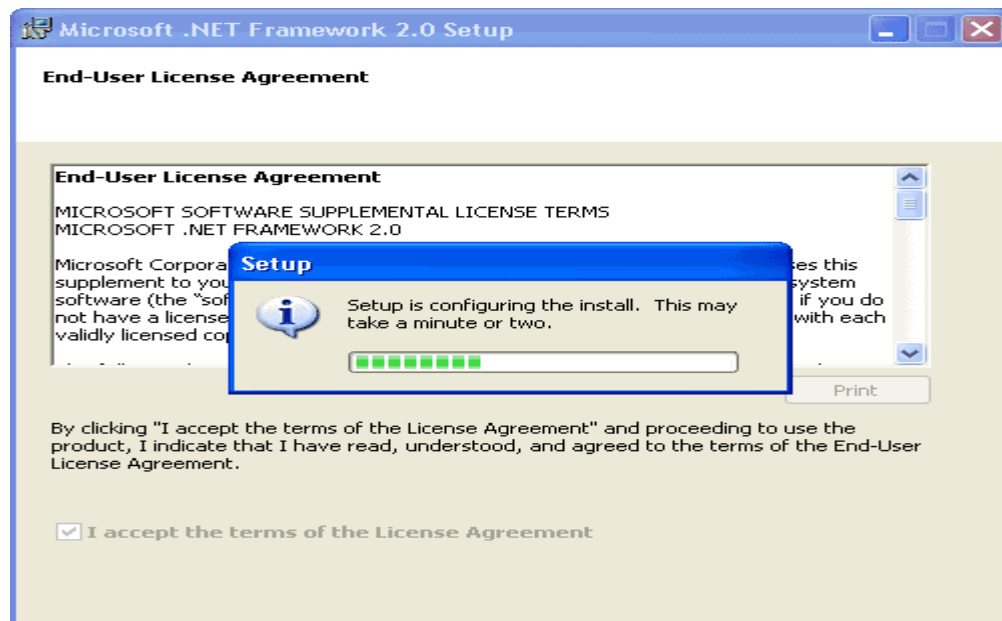 Microsoft .NET Framework 2.0 Setup
End-User License Agreement
End-User License Agreement
MICROSOFT SOFTWARE SUPPLEMENTAL LICENSE TERMS
MICROSOFT .NET FRAMEWORK 2.0
Microsoft Corpora ses this
supplement to you system
software (the "sof if you do
not have a license with each
validly licensed co
Setup
Setup is configuring the install. This may
take a minute or two.
Print
By clicking "I accept the terms of the License Agreement" and proceeding to use the
product, I indicate that I have read, understood, and agreed to the terms of the End-User
License Agreement.
I accept the terms of the License Agreement